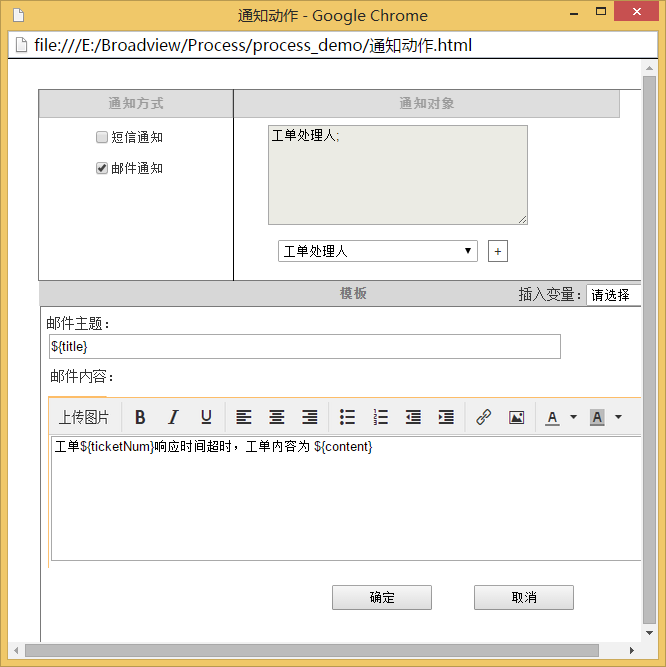 通知动作 - Google Chrome
file:///E:/Broadview/Process/process_demo/通知动作.html
通知方式
通知对象
短信通知
邮件通知
工单处理人;
工单处理人
+
模板
插入变量：
请选择
邮件主题：
${title}
邮件内容：
上传图片 B I U A A
工单${ticketNum}响应时间超时，工单内容为 ${content}
确定
取消